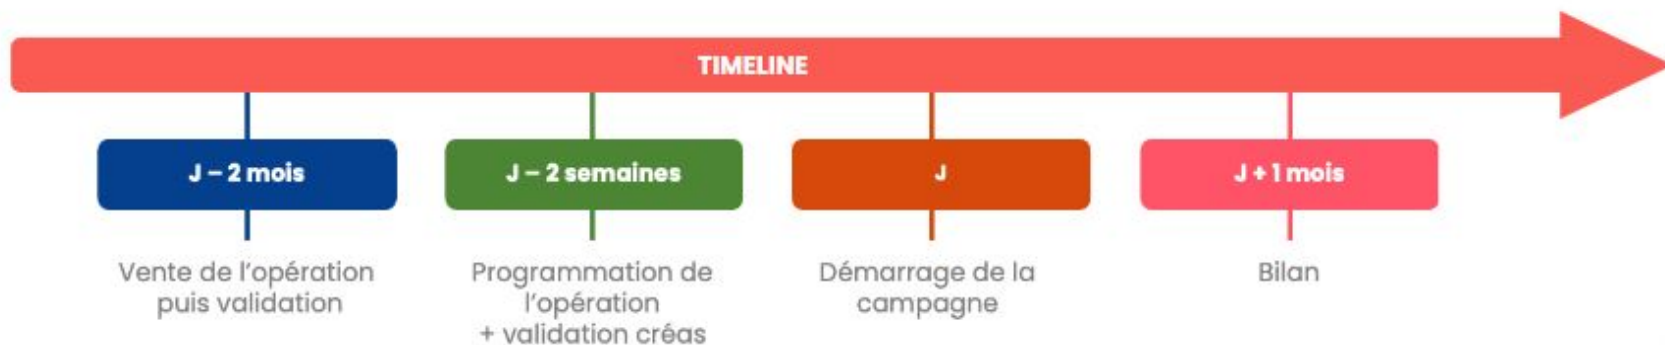 TIMELINE
J – 2 mois
J – 2 semaines
J
J + 1 mois
Vente de l'opération
puis validation
Programmation de
l'opération
+ validation créas
Démarrage de la
campagne
Bilan